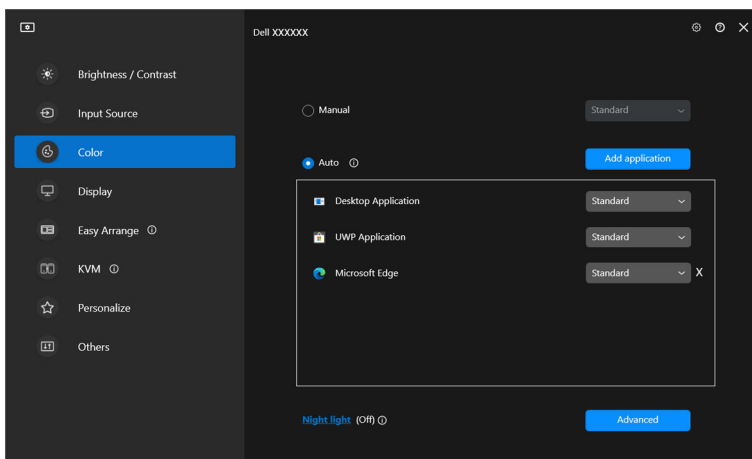 Dell XXXXXX
Brightness / Contrast
Input Source
Color
Display
Easy Arrange
KVM
Personalize
Others
Manual
Standard
Auto
Add application
Desktop Application
Standard
UWP Application
Standard
Microsoft Edge
Standard
X
Night light (Off)
Advanced